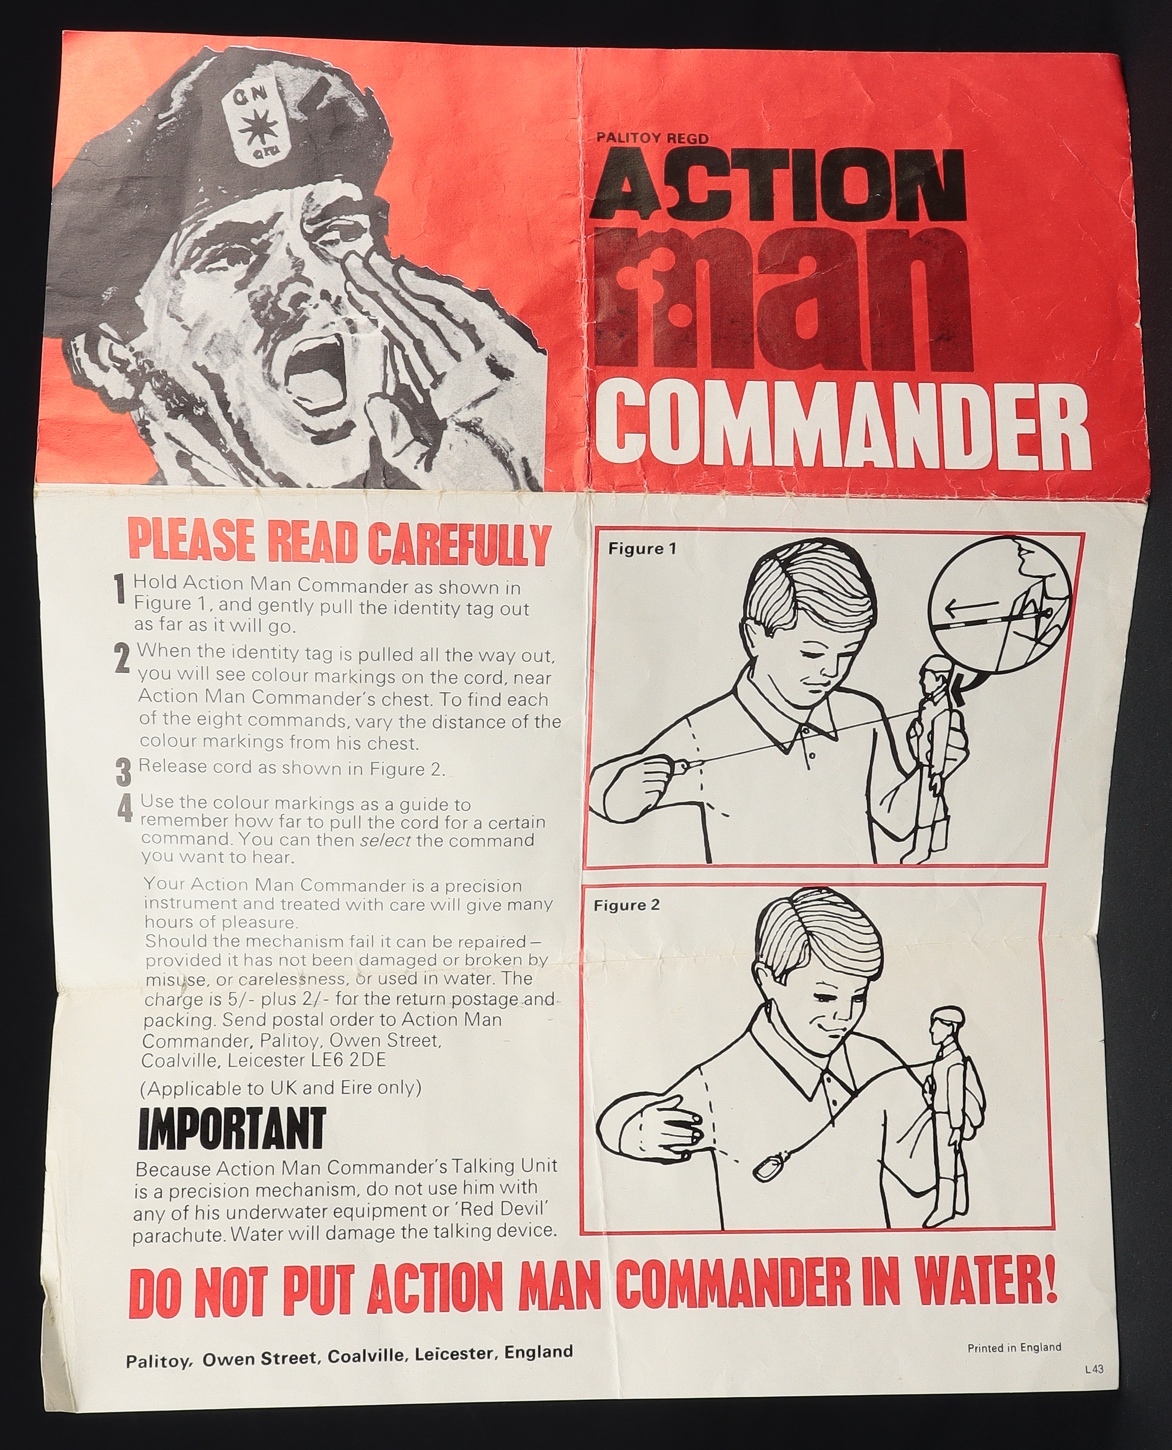 PALITOY REGD
ACTION
man
COMMANDER
PLEASE READ CAREFULLY
1 Hold Action Man Commander as shown in
Figure 1, and gently pull the identity tag out
as far as it will go.
2 When the identity tag is pulled all the way out,
you will see colour markings on the cord, near
Action Man Commander's chest. To find each
of the eight commands, vary the distance of the
colour markings from his chest.
3 Release cord as shown in Figure 2.
4 Use the colour markings as a guide to
remember how far to pull the cord for a certain
command. You can then select the command
you want to hear.
Your Action Man Commander is a precision
instrument and treated with care will give many
hours of pleasure.
Should the mechanism fail it can be repaired –
provided it has not been damaged or broken by
misuse, or carelessness, or used in water. The
charge is 5/- plus 2/- for the return postage and
packing. Send postal order to Action Man
Commander, Palitoy, Owen Street,
Coalville, Leicester LE6 2DE
(Applicable to UK and Eire only)
IMPORTANT
Because Action Man Commander's Talking Unit
is a precision mechanism, do not use him with
any of his underwater equipment or 'Red Devil'
parachute. Water will damage the talking device.
Figure 1
Figure 2
DO NOT PUT ACTION MAN COMMANDER IN WATER!
Palitoy, Owen Street, Coalville, Leicester, England
Printed in England
L43